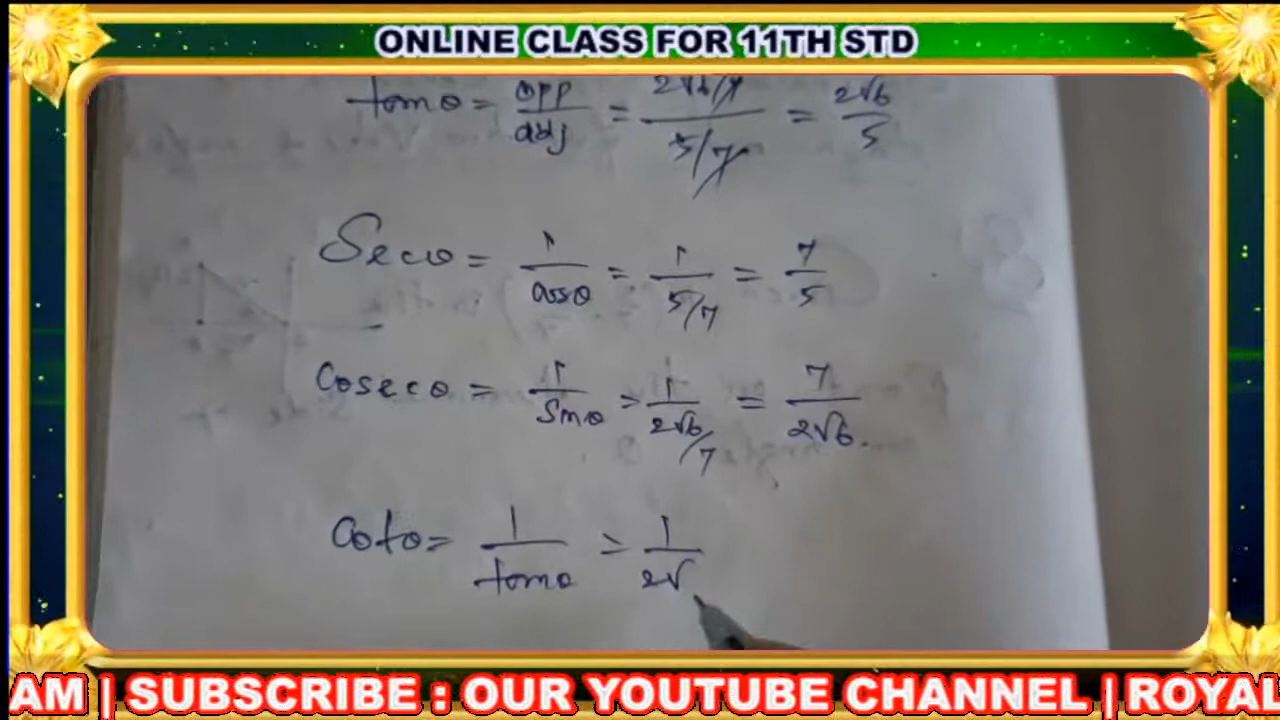 ONLINE CLASS FOR 11TH STD
tanθ = opp/adj = 2√6/7 / 5/7 = 2√6/5
Secθ = 1/cosθ = 1/5/7 = 7/5
Cosecθ = 1/Sinθ = 1/2√6/7 = 7/2√6.
Cotθ = 1/tanθ = 1/2√
AM | SUBSCRIBE : OUR YOUTUBE CHANNEL | ROYAL